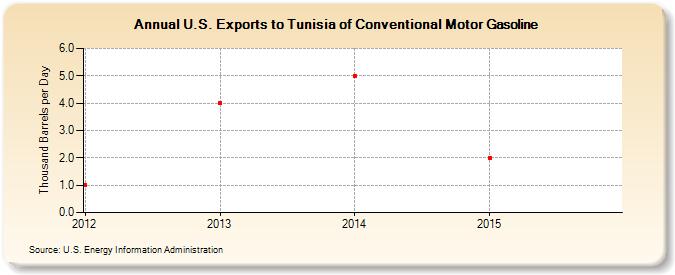 Annual U.S. Exports to Tunisia of Conventional Motor Gasoline
Thousand Barrels per Day
6.0
5.0
4.0
3.0
2.0
1.0
0.0
2012 2013 2014 2015
Source: U.S. Energy Information Administration